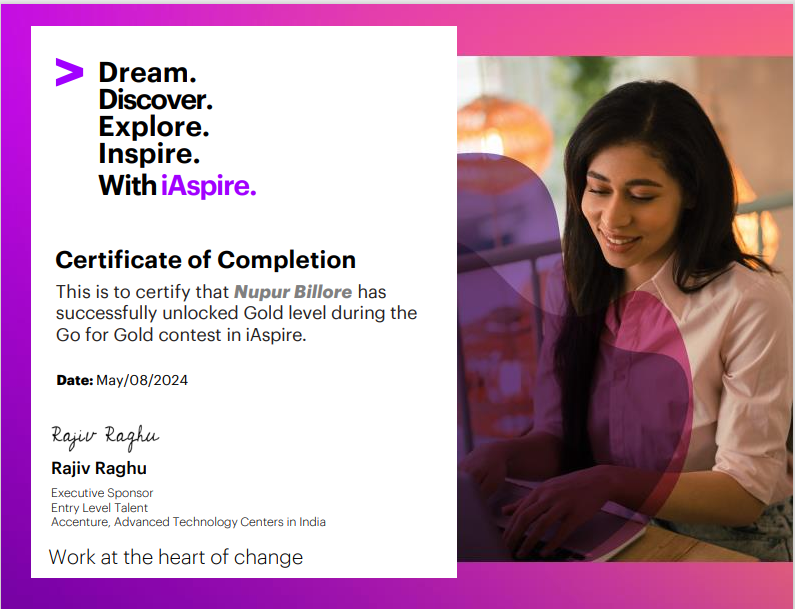 Dream.
Discover.
Explore.
Inspire.
With iAspire.
Certificate of Completion
This is to certify that Nupur Billore has
successfully unlocked Gold level during the
Go for Gold contest in iAspire.
Date: May/08/2024
Rajiv Raghu
Rajiv Raghu
Executive Sponsor
Entry Level Talent
Accenture, Advanced Technology Centers in India
Work at the heart of change